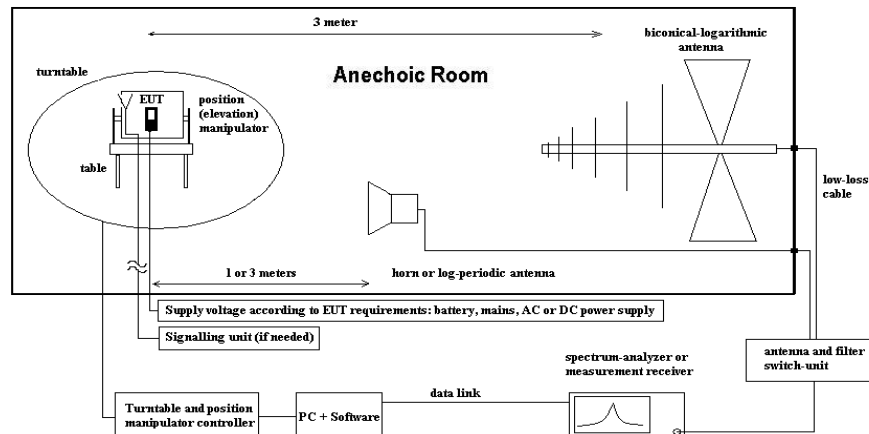 3 meter
biconical-logarithmic
antenna
turntable
Anechoic Room
EUT
position
(elevation)
manipulator
table
low-loss
cable
1 or 3 meters
horn or log-periodic antenna
Supply voltage according to EUT requirements: battery, mains, AC or DC power supply
Signalling unit (if needed)
spectrum-analyzer or
measurement receiver
antenna and filter
switch-unit
data link
Turntable and position
manipulator controller
PC + Software